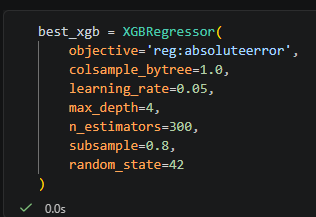 best_xgb = XGBRegressor(
    objective='reg:absoluteerror',
    colsample_bytree=1.0,
    learning_rate=0.05,
    max_depth=4,
    n_estimators=300,
    subsample=0.8,
    random_state=42
)
0.0s